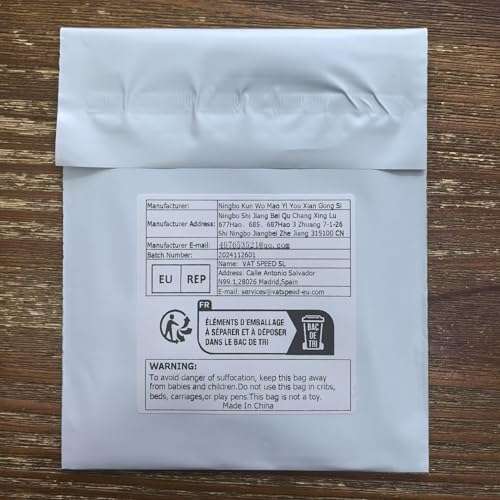 Manufacturer: Ningbo Kun Wo Mao Yi You Xian Gong Si
Manufacturer Address: Ningbo Shi Jiang Bei Qu Chang Xing Lu
677Hao、685、687Hao 3 Zhuang 7-1-26
Shi Ningbo Jiangbei Zhe Jiang 315100 CN
Manufacturer E-mail: 407653521@qq.com
Batch Number: 2024112601
EU REP
Name: VAT SPEED SL
Address: Calle Antonio Salvador
N99.1,28026 Madrid,Spain
E-mail: services@vatspeed-eu.com
FR
ÉLÉMENTS D'EMBALLAGE
À SÉPARER ET À DÉPOSER
DANS LE BAC DE TRI
BAC
DE
TRI
WARNING:
To avoid danger of suffocation, keep this bag away
from babies and children.Do not use this bag in cribs,
beds, carriages,or play pens.This bag is not a toy.
Made In China